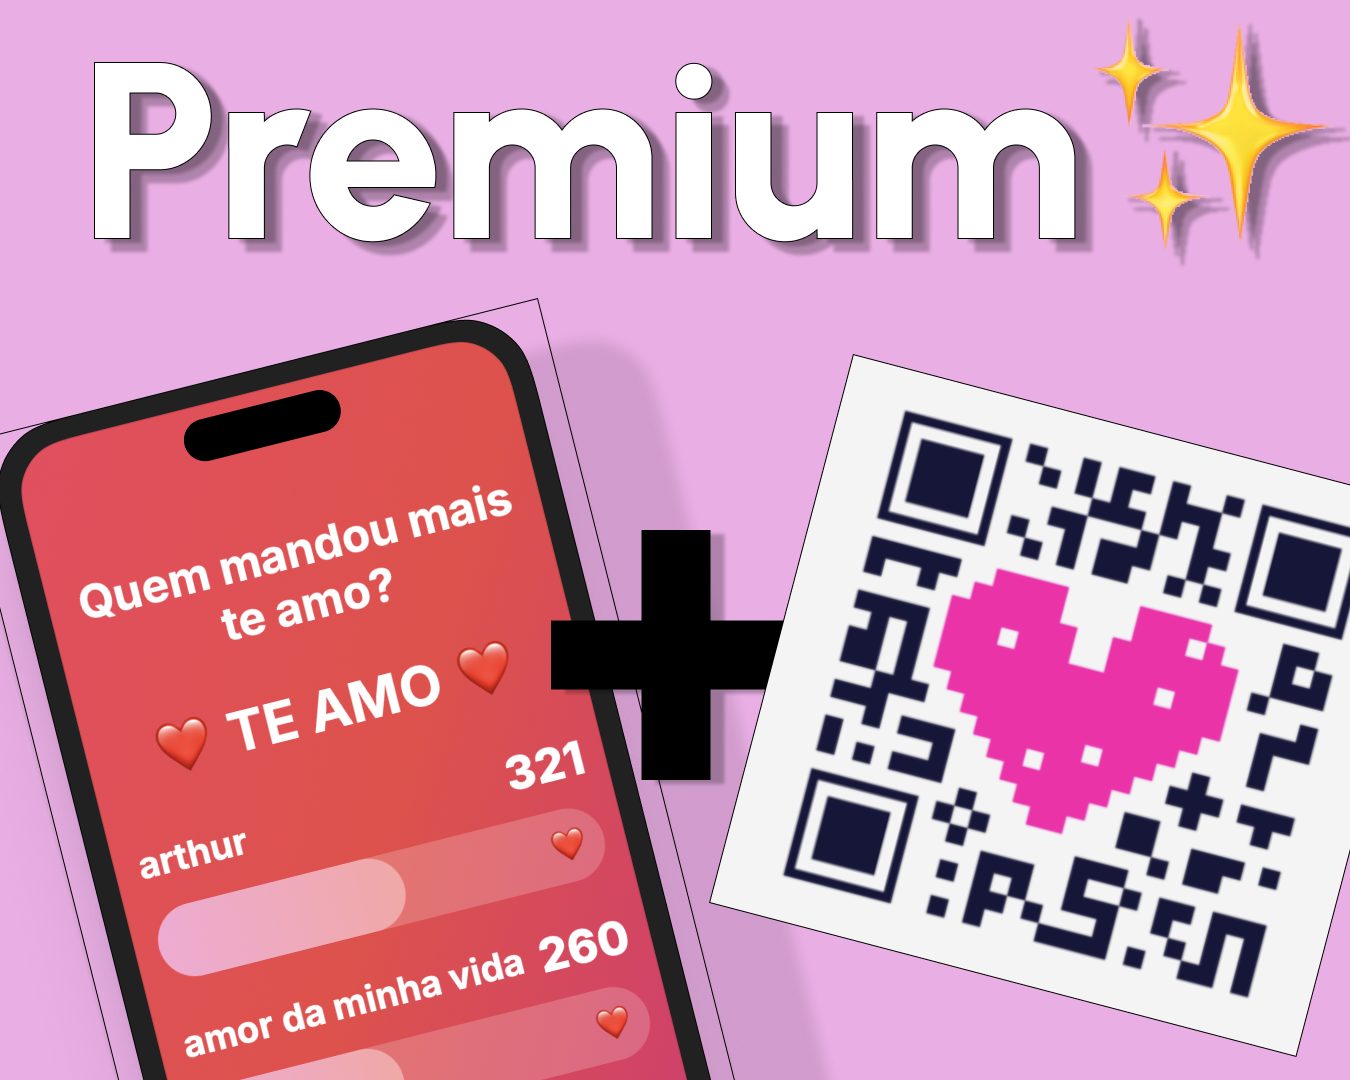 Premium✨
Quem mandou mais
te amo?
❤️ TE AMO ❤️
321
arthur
❤️
amor da minha vida 260
❤️